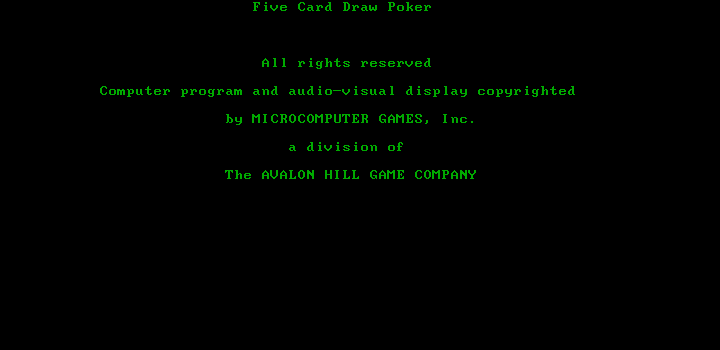 Five Card Draw Poker
All rights reserved
Computer program and audio-visual display copyrighted
by MICROCOMPUTER GAMES, Inc.
a division of
The AVALON HILL GAME COMPANY